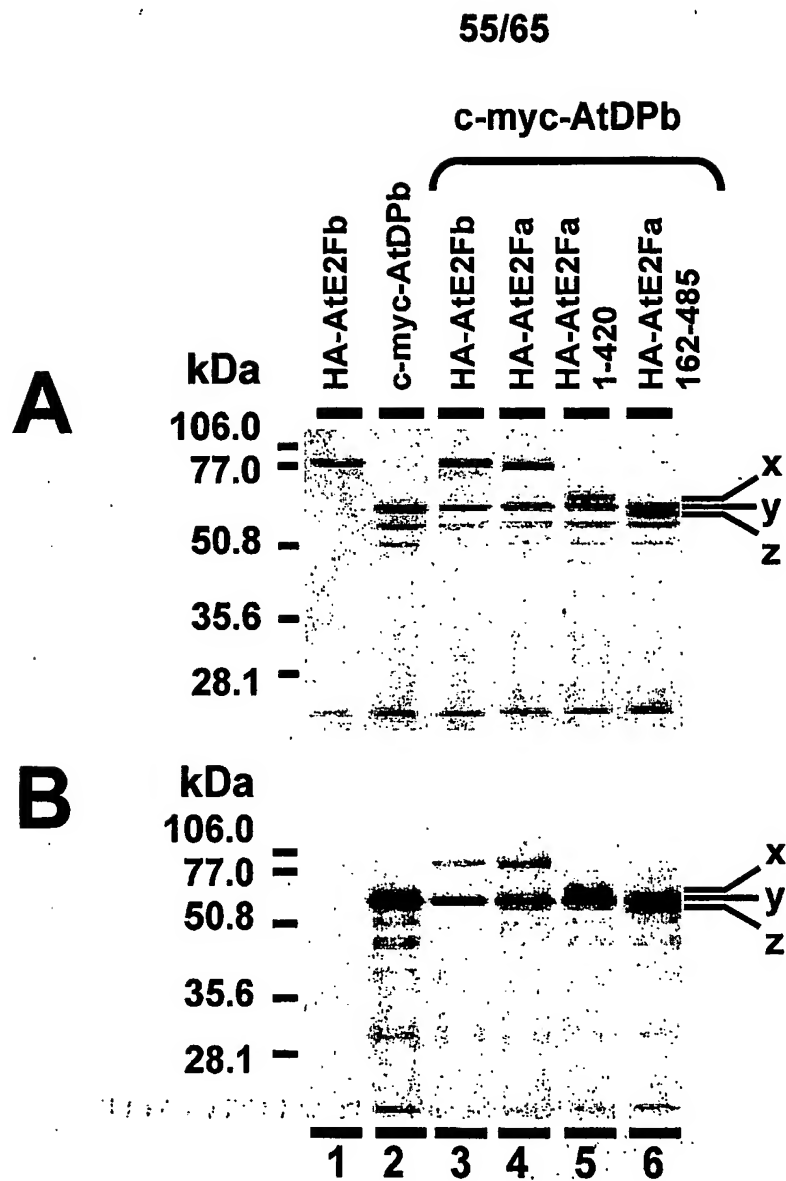 55/65
c-myc-AtDPb
HA-AtE2Fb
c-myc-AtDPb
HA-AtE2Fb
HA-AtE2Fa
HA-AtE2Fa
1-420
HA-AtE2Fa
162-485
A
kDa
106.0
77.0
50.8
35.6
28.1
x
y
z
B
kDa
106.0
77.0
50.8
35.6
28.1
x
y
z
1 2 3 4 5 6